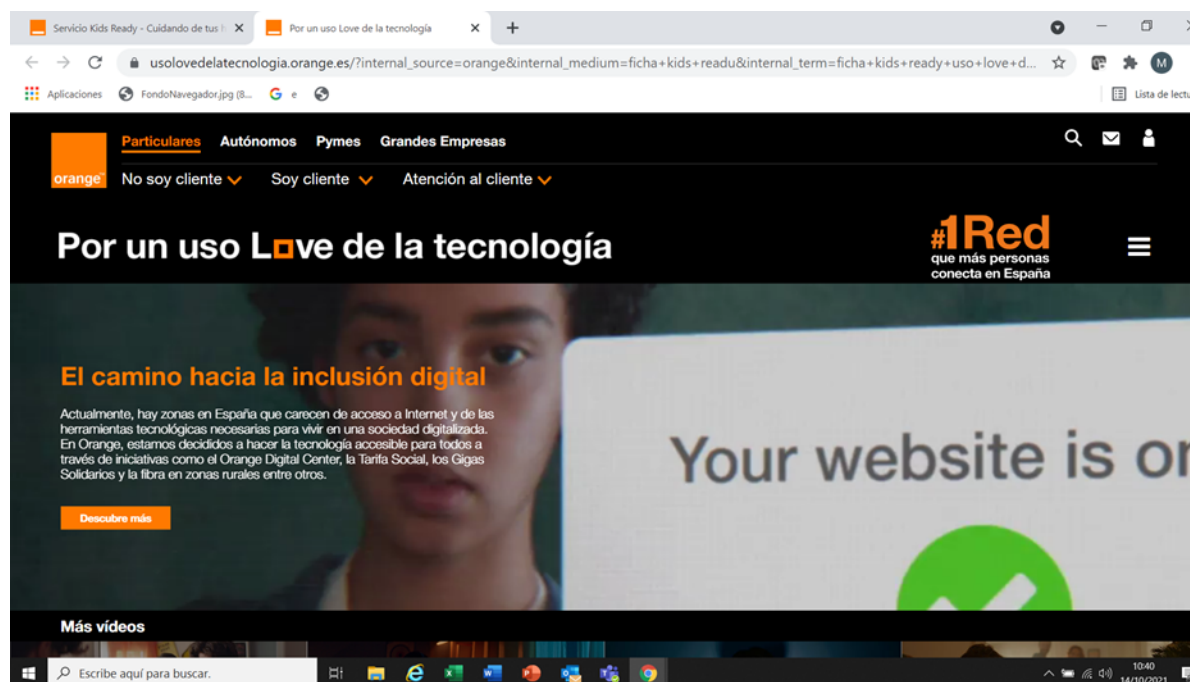 Servicio Kids Ready - Cuidando de tus
Por un uso Love de la tecnología
usolovedelatecnologia.orange.es/?internal_source=orange&internal_medium=ficha+kids+readu&internal_term=ficha+kids+ready+uso+love+d...
M
Aplicaciones
FondoNavegador.jpg (8...
e
Lista de lectu
Particulares Autónomos Pymes Grandes Empresas
orange
No soy cliente Soy cliente Atención al cliente
Por un uso Love de la tecnología
#1Red
que más personas
conecta en España
El camino hacia la inclusión digital
Actualmente, hay zonas en España que carecen de acceso a Internet y de las
herramientas tecnológicas necesarias para vivir en una sociedad digitalizada.
En Orange, estamos decididos a hacer la tecnología accesible para todos a
través de iniciativas como el Orange Digital Center, la Tarifa Social, los Gigas
Solidarios y la fibra en zonas rurales entre otros.
Descubre más
Your website is on
Más vídeos
Escribe aquí para buscar.
10:40
14/10/2021